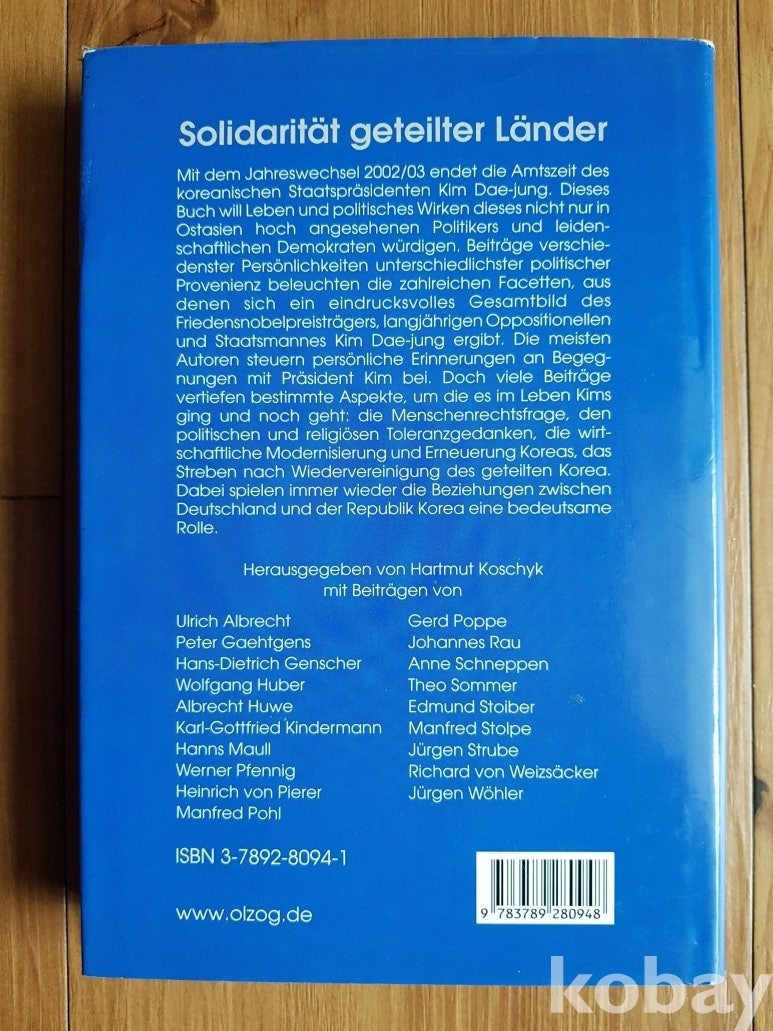 Solidarität geteilter Länder
Mit dem Jahreswechsel 2002/03 endet die Amtszeit des
koreanischen Staatspräsidenten Kim Dae-jung. Dieses
Buch will Leben und politisches Wirken dieses nicht nur in
Ostasien hoch angesehenen Politikers und leiden-
schaftlichen Demokraten würdigen. Beiträge verschie-
denster Persönlichkeiten unterschiedlichster politischer
Provenienz beleuchten die zahlreichen Facetten, aus
denen sich ein eindrucksvolles Gesamtbild des
Friedensnobelpreisträgers, langjährigen Oppositionellen
und Staatsmannes Kim Dae-jung ergibt. Die meisten
Autoren steuern persönliche Erinnerungen an Begeg-
nungen mit Präsident Kim bei. Doch viele Beiträge
vertiefen bestimmte Aspekte, um die es im Leben Kims
ging und noch geht: die Menschenrechtsfrage, den
politischen und religiösen Toleranzgedanken, die wirt-
schaftliche Modernisierung und Erneuerung Koreas, das
Streben nach Wiedervereinigung des geteilten Korea.
Dabei spielen immer wieder die Beziehungen zwischen
Deutschland und der Republik Korea eine bedeutsame
Rolle.
Herausgegeben von Hartmut Koschyk
mit Beiträgen von
Ulrich Albrecht
Peter Gaehtgens
Hans-Dietrich Genscher
Wolfgang Huber
Albrecht Huwe
Karl-Gottfried Kindermann
Hanns Maull
Werner Pfennig
Heinrich von Pierer
Manfred Pohl
Gerd Poppe
Johannes Rau
Anne Schneppen
Theo Sommer
Edmund Stoiber
Manfred Stolpe
Jürgen Strube
Richard von Weizsäcker
Jürgen Wöhler
ISBN 3-7892-8094-1
www.olzog.de
9 783789 280948
kobay